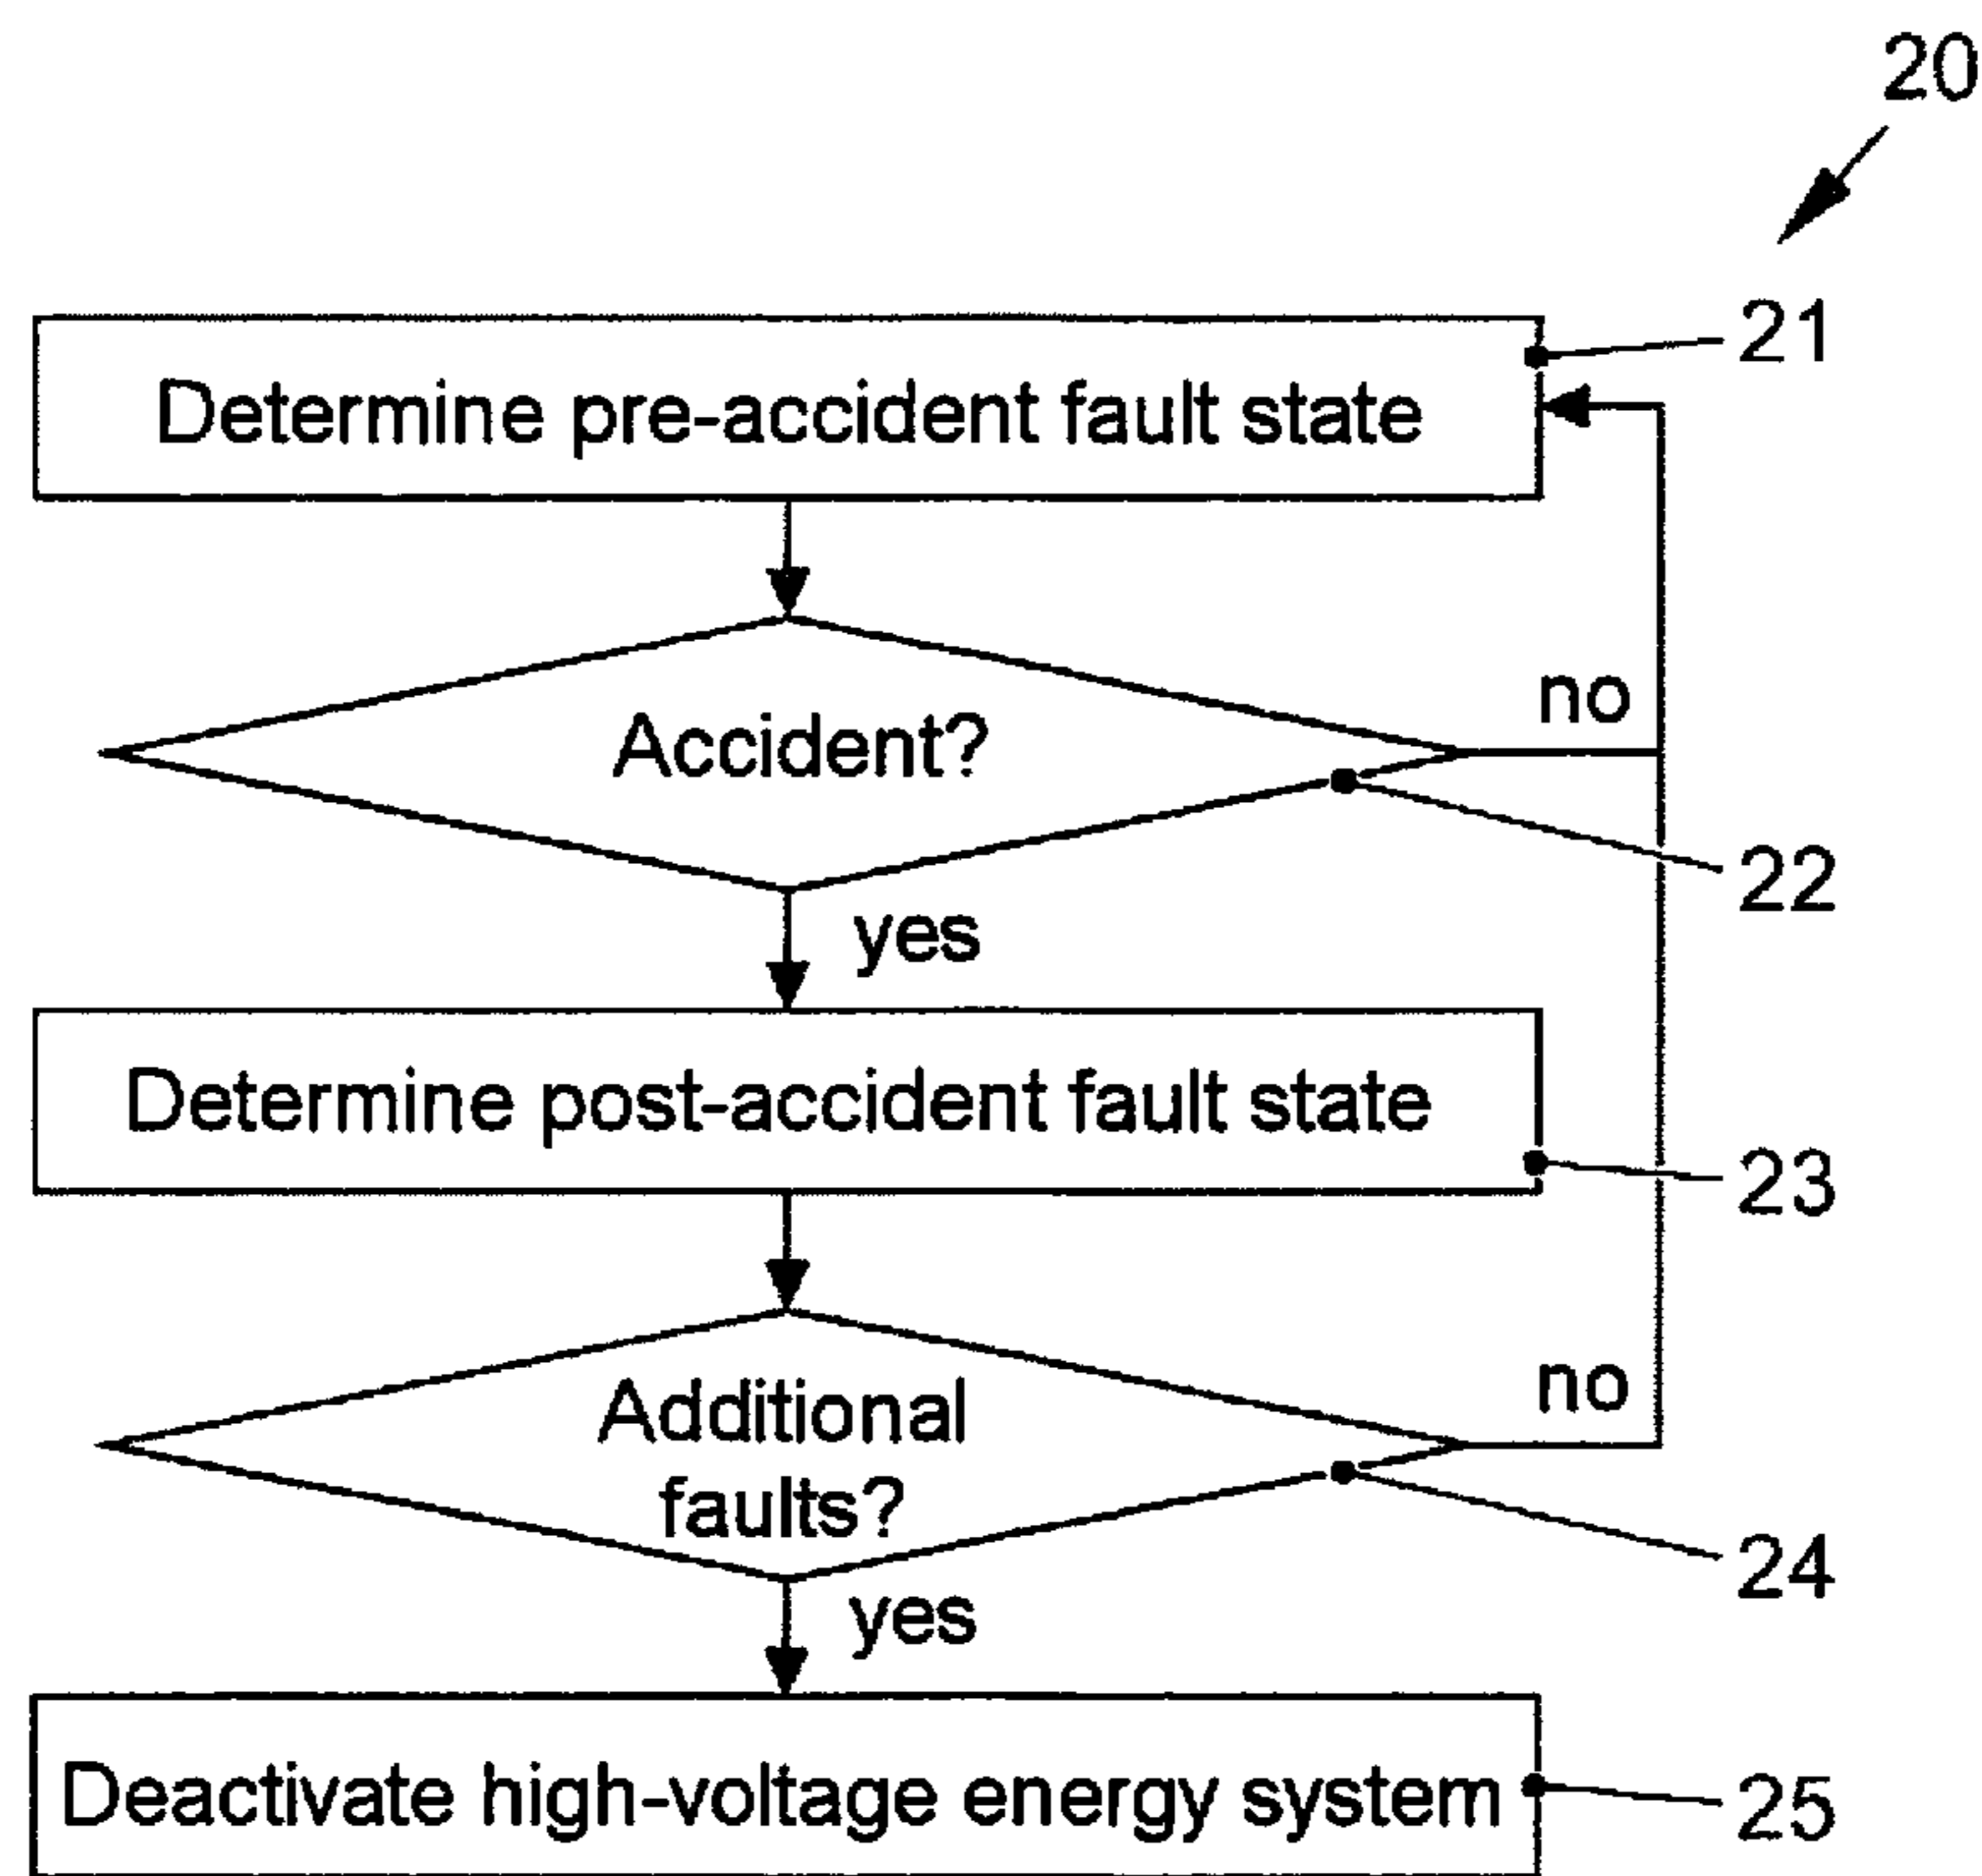 20
21
Determine pre-accident fault state
no
Accident?
22
yes
Determine post-accident fault state
23
no
Additional
faults?
24
yes
Deactivate high-voltage energy system
25